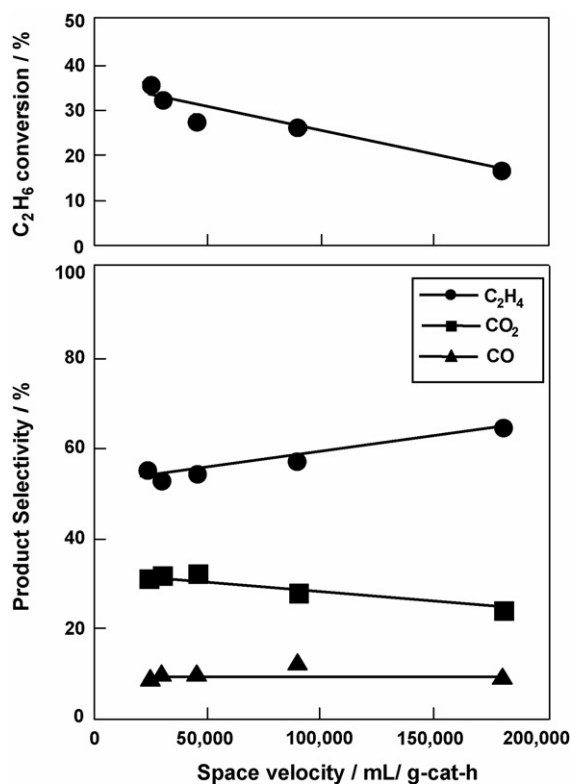 C₂H₆ conversion / %
50
40
30
20
10
0
Product Selectivity / %
100
80
60
40
20
0
C₂H₄
CO₂
CO
0
50,000
100,000
150,000
200,000
Space velocity / mL/ g-cat-h